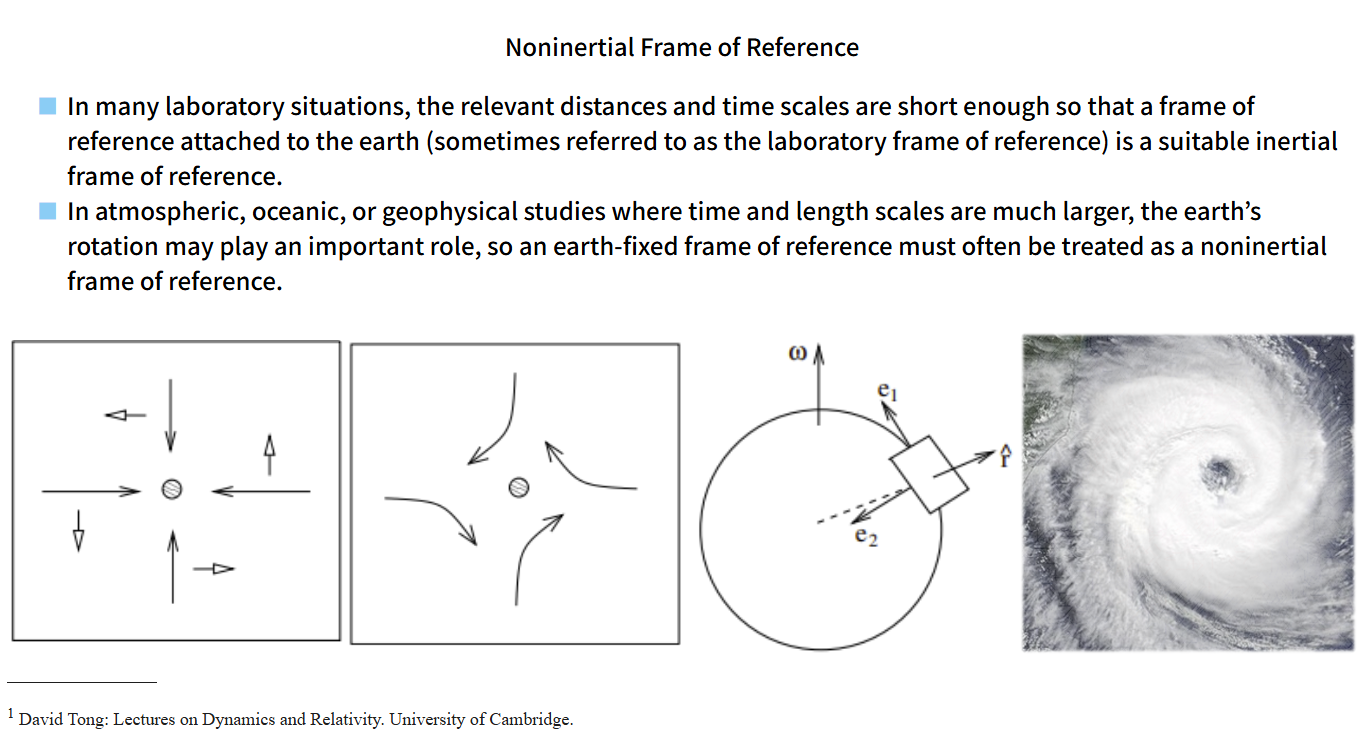 Noninertial Frame of Reference
In many laboratory situations, the relevant distances and time scales are short enough so that a frame of
reference attached to the earth (sometimes referred to as the laboratory frame of reference) is a suitable inertial
frame of reference.
In atmospheric, oceanic, or geophysical studies where time and length scales are much larger, the earth’s
rotation may play an important role, so an earth-fixed frame of reference must often be treated as a noninertial
frame of reference.
ω
e₁
r̂
e₂
¹ David Tong: Lectures on Dynamics and Relativity. University of Cambridge.